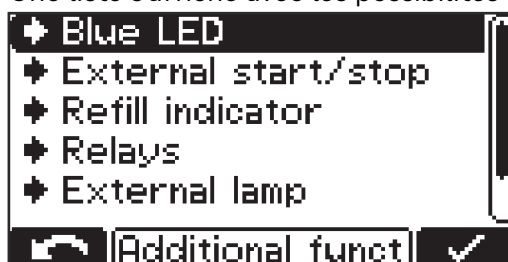 Blue LED
External start/stop
Refill indicator
Relays
External lamp
Additional funct